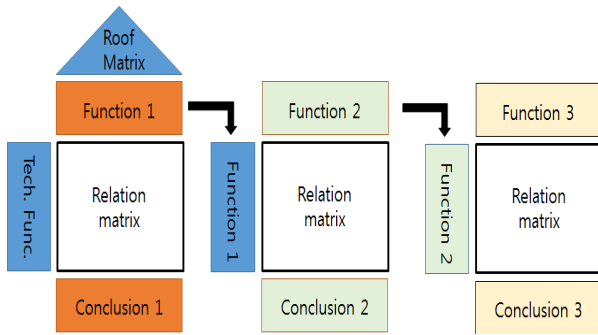 Roof
Matrix
Function 1
Tech. Func.
Relation
matrix
Conclusion 1
Function 2
Function 1
Relation
matrix
Conclusion 2
Function 3
Function 2
Relation
matrix
Conclusion 3